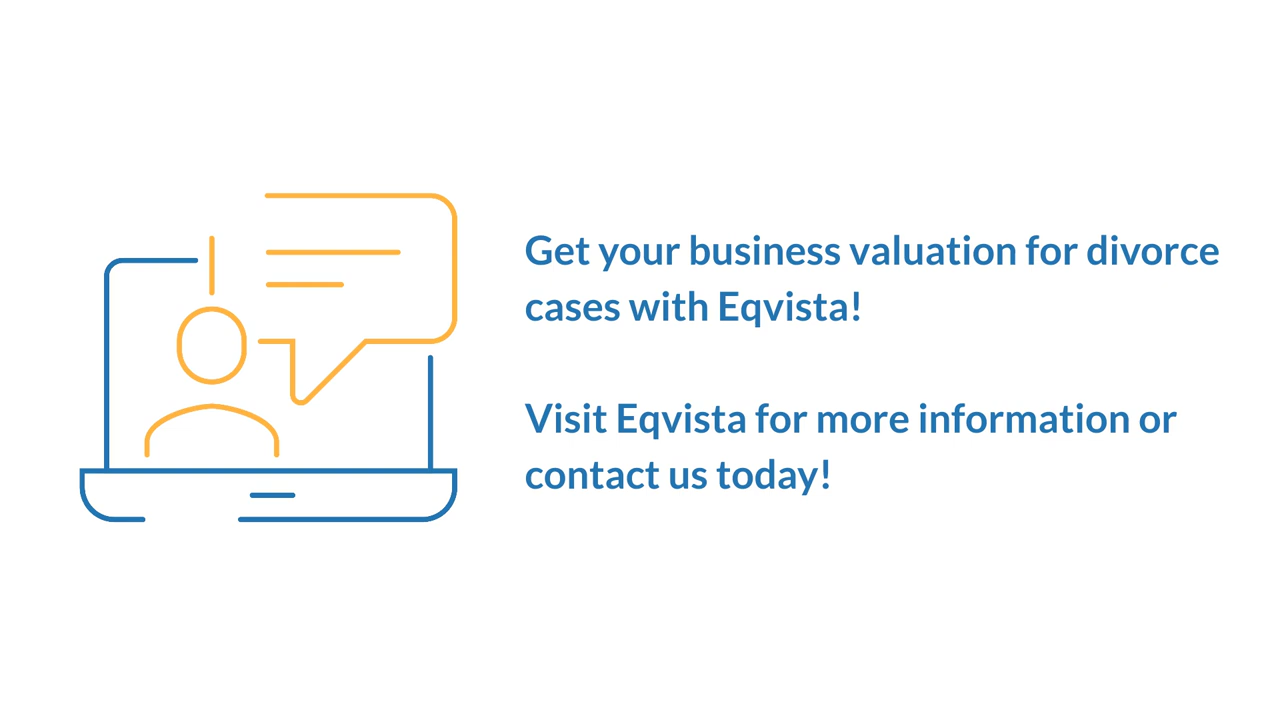 Get your business valuation for divorce
cases with Eqvista!
Visit Eqvista for more information or
contact us today!